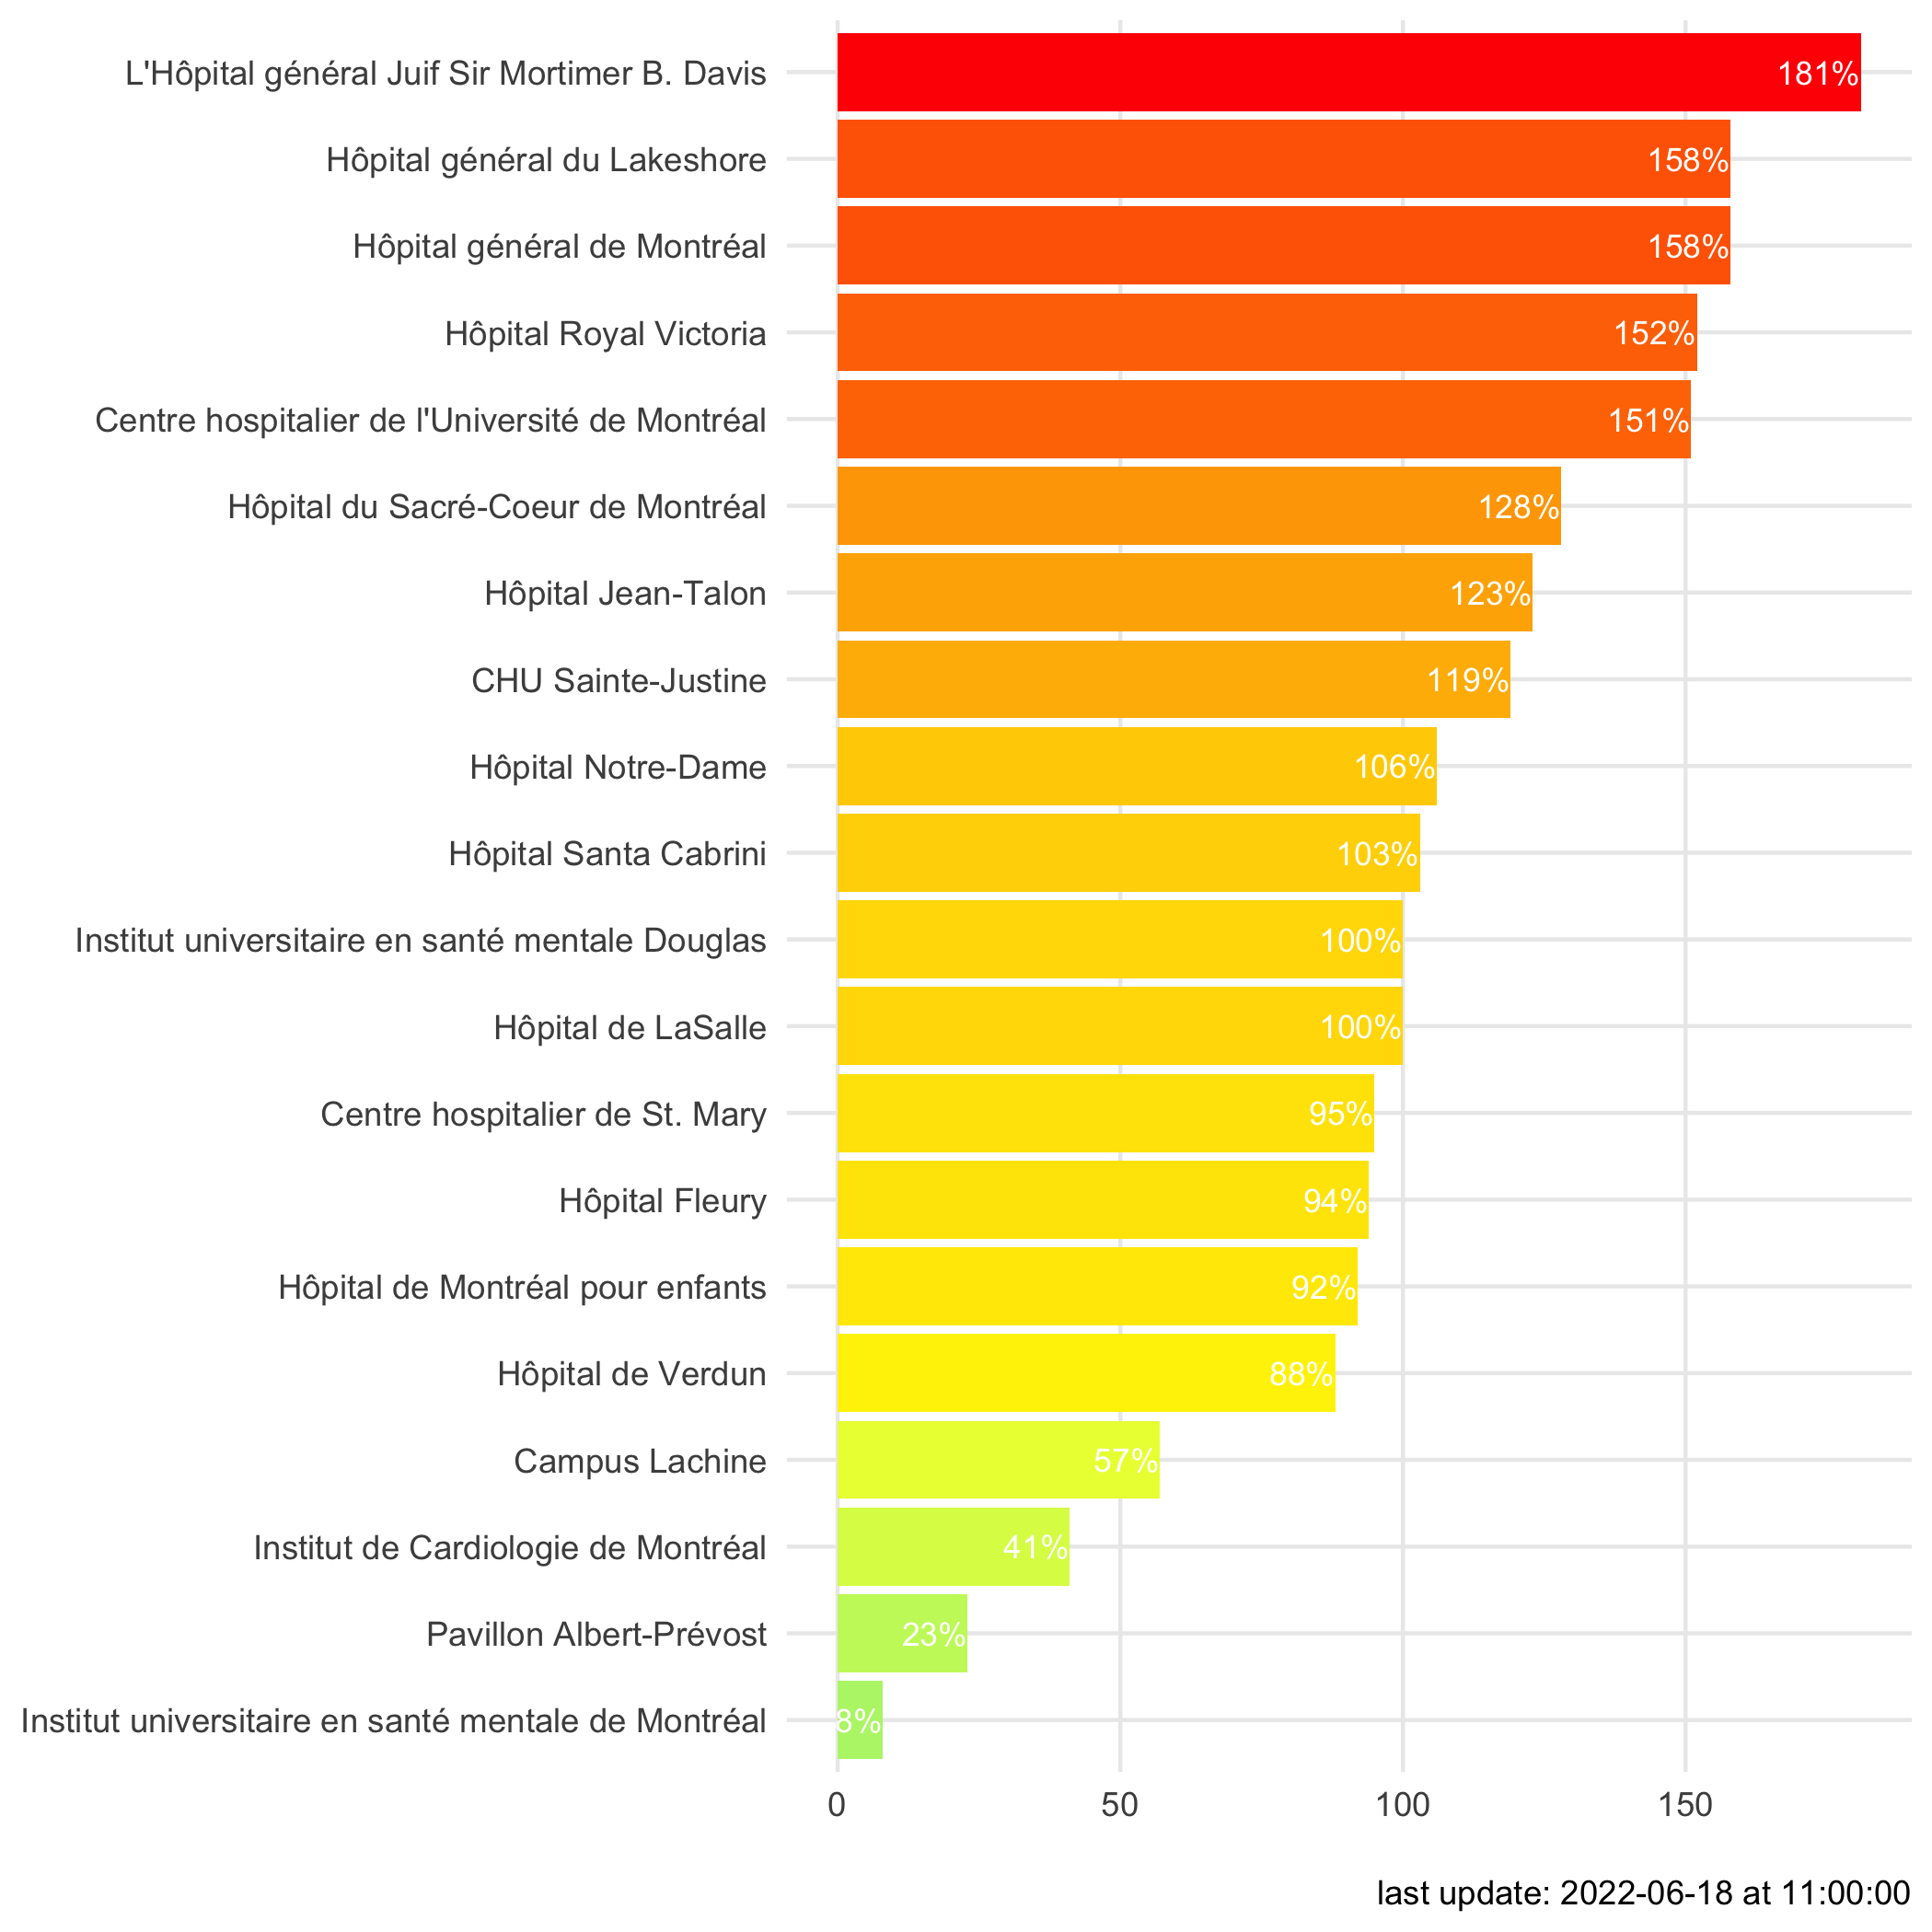 L'Hôpital général Juif Sir Mortimer B. Davis 181%
Hôpital général du Lakeshore 158%
Hôpital général de Montréal 158%
Hôpital Royal Victoria 152%
Centre hospitalier de l'Université de Montréal 151%
Hôpital du Sacré-Coeur de Montréal 128%
Hôpital Jean-Talon 123%
CHU Sainte-Justine 119%
Hôpital Notre-Dame 106%
Hôpital Santa Cabrini 103%
Institut universitaire en santé mentale Douglas 100%
Hôpital de LaSalle 100%
Centre hospitalier de St. Mary 95%
Hôpital Fleury 94%
Hôpital de Montréal pour enfants 92%
Hôpital de Verdun 88%
Campus Lachine 57%
Institut de Cardiologie de Montréal 41%
Pavillon Albert-Prévost 23%
Institut universitaire en santé mentale de Montréal 8%
0 50 100 150
last update: 2022-06-18 at 11:00:00